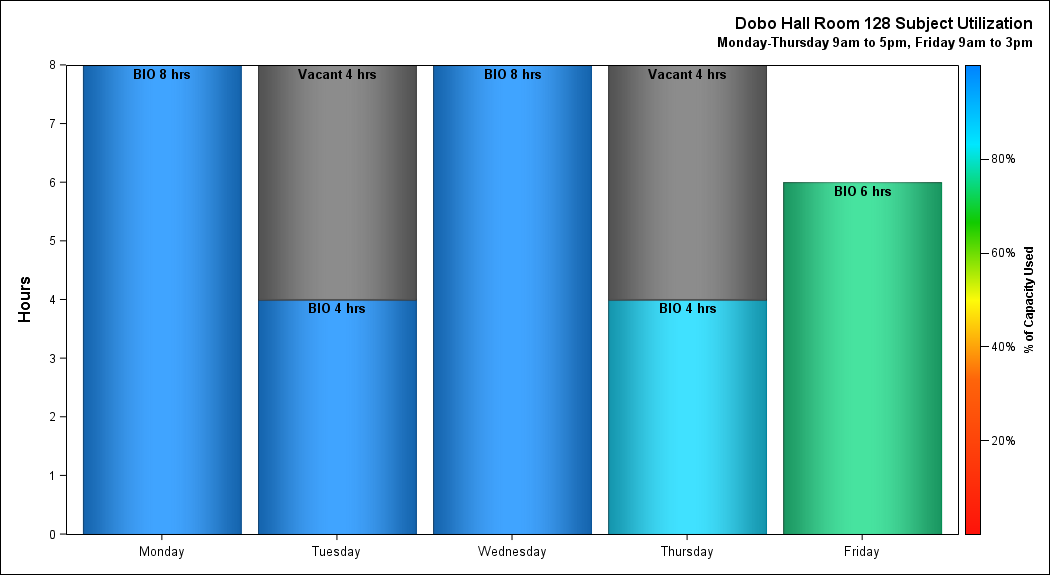 Dobo Hall Room 128 Subject Utilization
Monday-Thursday 9am to 5pm, Friday 9am to 3pm
Hours
8
7
6
5
4
3
2
1
0
BIO 8 hrs
Vacant 4 hrs
BIO 4 hrs
BIO 8 hrs
Vacant 4 hrs
BIO 4 hrs
BIO 6 hrs
Monday
Tuesday
Wednesday
Thursday
Friday
80%
60%
40%
20%
% of Capacity Used